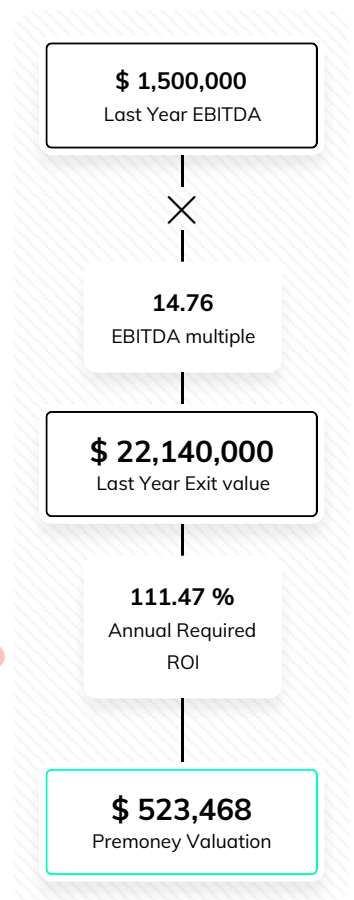 $ 1,500,000
Last Year EBITDA
14.76
EBITDA multiple
$ 22,140,000
Last Year Exit value
111.47 %
Annual Required
ROI
$ 523,468
Premoney Valuation